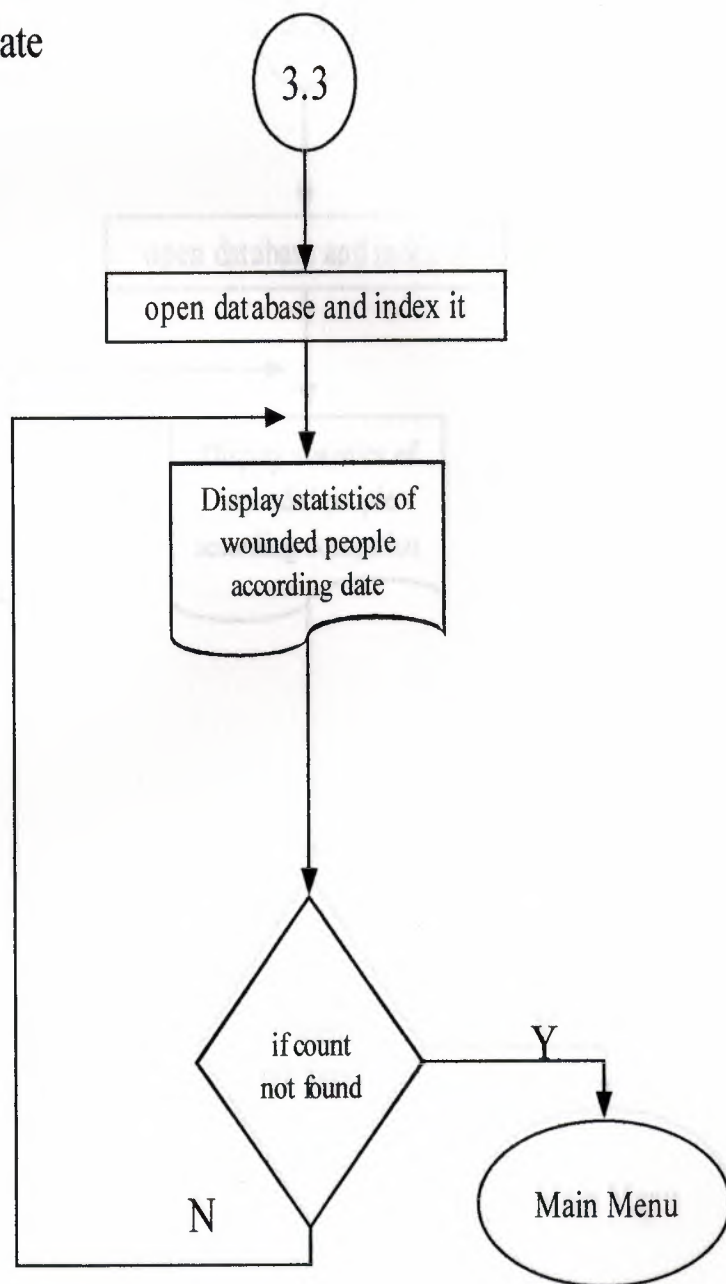 ate
3.3
open database and index it
Display statistics of
wounded people
according date
if count
not found
Y
N
Main Menu